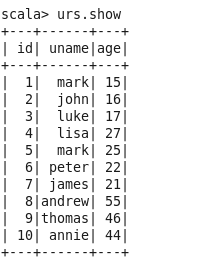 scala> urs.show
+---+------+---+
| id| uname|age|
+---+------+---+
|  1|  mark| 15|
|  2|  john| 16|
|  3|  luke| 17|
|  4|  lisa| 27|
|  5|  mark| 25|
|  6| peter| 22|
|  7| james| 21|
|  8|andrew| 55|
|  9|thomas| 46|
| 10| annie| 44|
+---+------+---+